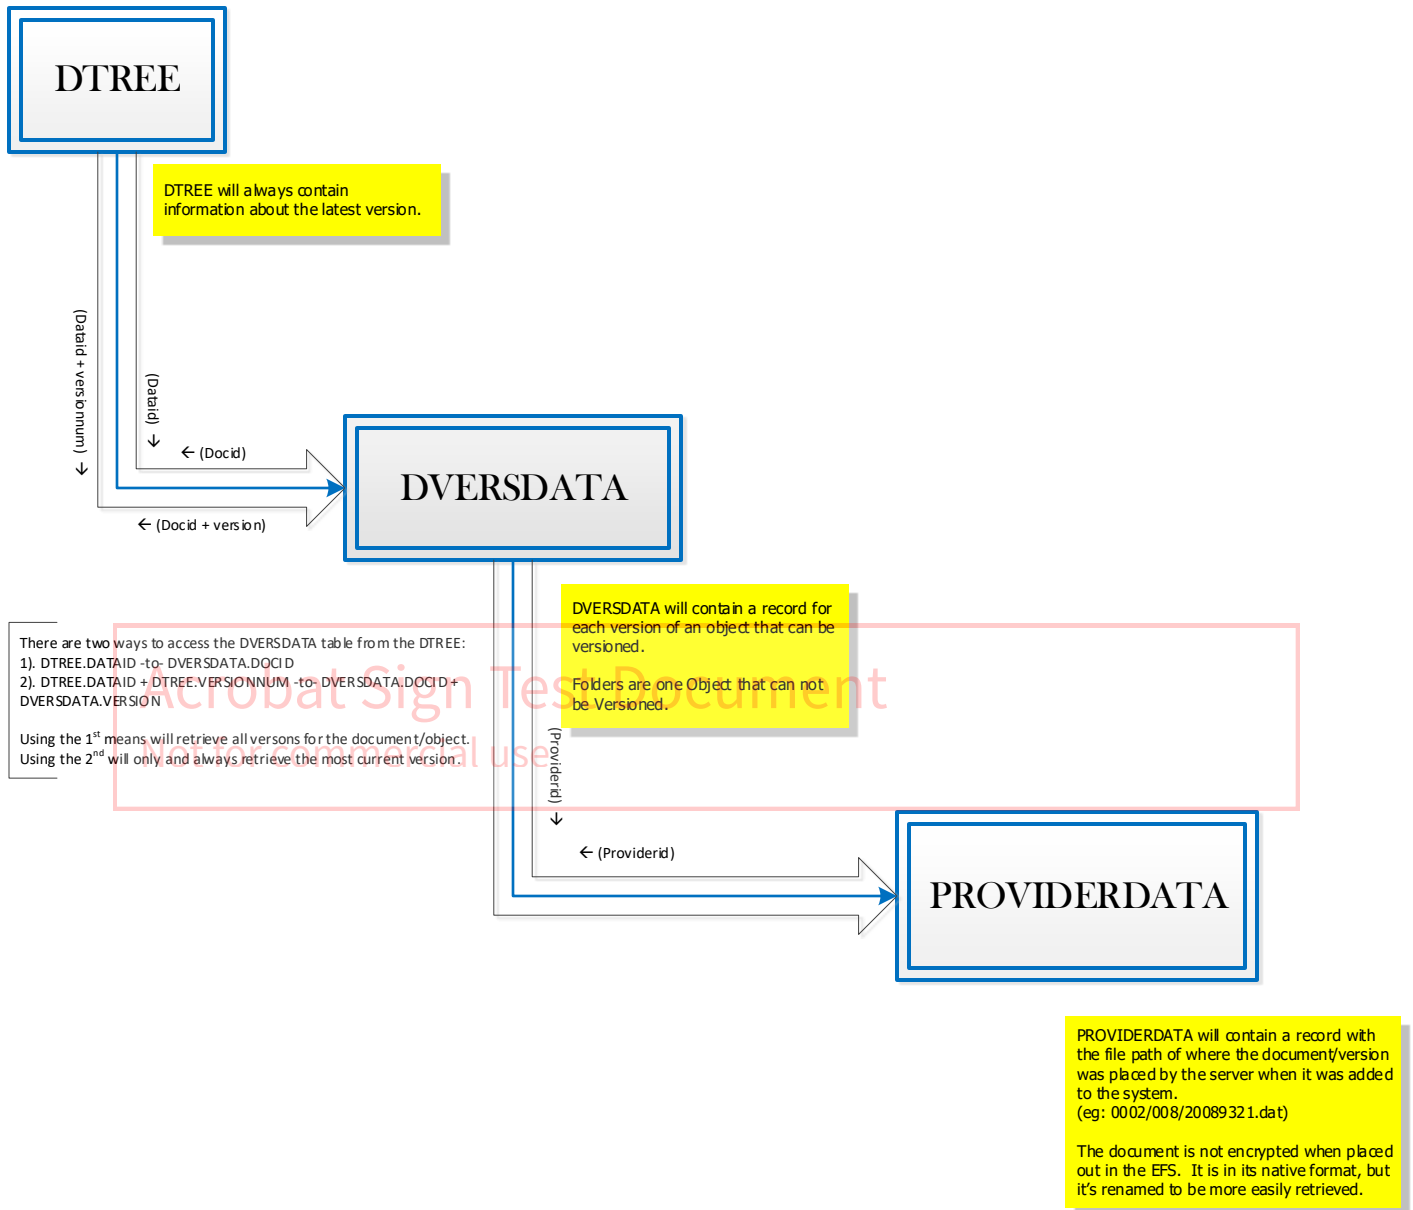 DTREE
DTREE will always contain
information about the latest version.
(Dataid + versionnum) →
(Dataid) →
← (Docid)
DVERSDATA
← (Docid + version)
DVERSDATA will contain a record for
each version of an object that can be
versioned.
Folders are one Object that can not
be Versioned.
There are two ways to access the DVERSDATA table from the DTREE:
1). DTREE.DATAID -to- DVERSDATA.DOCID
2). DTREE.DATAID + DTREE.VERSIONNUM -to- DVERSDATA.DOCID +
DVERSDATA.VERSION
Using the 1st means will retrieve all versons for the document/object.
Using the 2nd will only and always retrieve the most current version.
Acrobat Sign Test Document
Not for commercial use
(Providerid) →
← (Providerid)
PROVIDERDATA
PROVIDERDATA will contain a record with
the file path of where the document/version
was placed by the server when it was added
to the system.
(eg: 0002/008/20089321.dat)
The document is not encrypted when placed
out in the EFS. It is in its native format, but
it's renamed to be more easily retrieved.